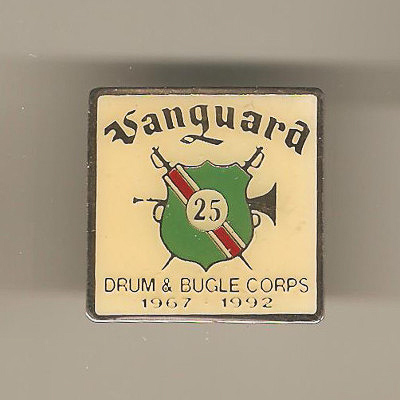 Vanguard
25
DRUM & BUGLE CORPS
1967 · 1992